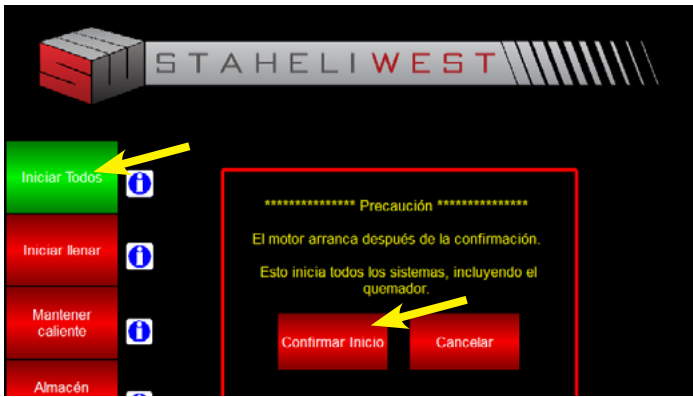 STAHELIWEST
Iniciar Todos
*************** Precaución ***************
El motor arranca después de la confirmación.
Iniciar llenar
Esto inicia todos los sistemas, incluyendo el
quemador.
Mantener
caliente
Confirmar Inicio
Cancelar
Almacén